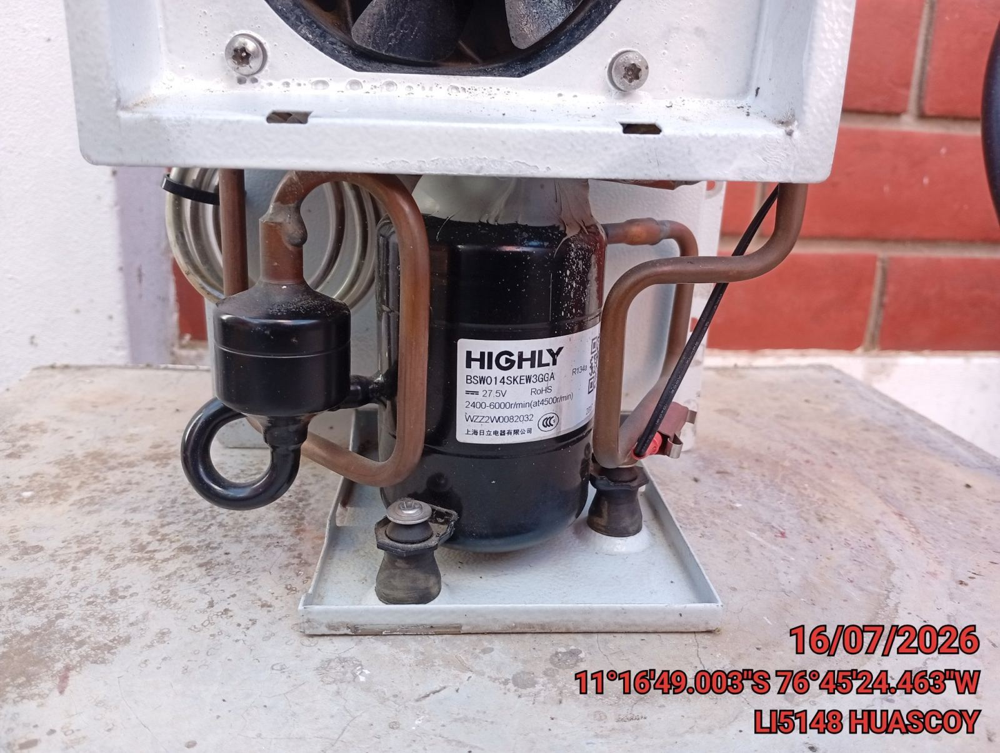 HIGHLY
BSW014SKEW3GGA
R134a
27.5V RoHS
2400-6000r/min(at4500r/min)
WZZ2W0082032
CCC
上海日立电器有限公司
16/07/2026
11°16'49.003"S 76°45'24.463"W
LI5148 HUASCOY